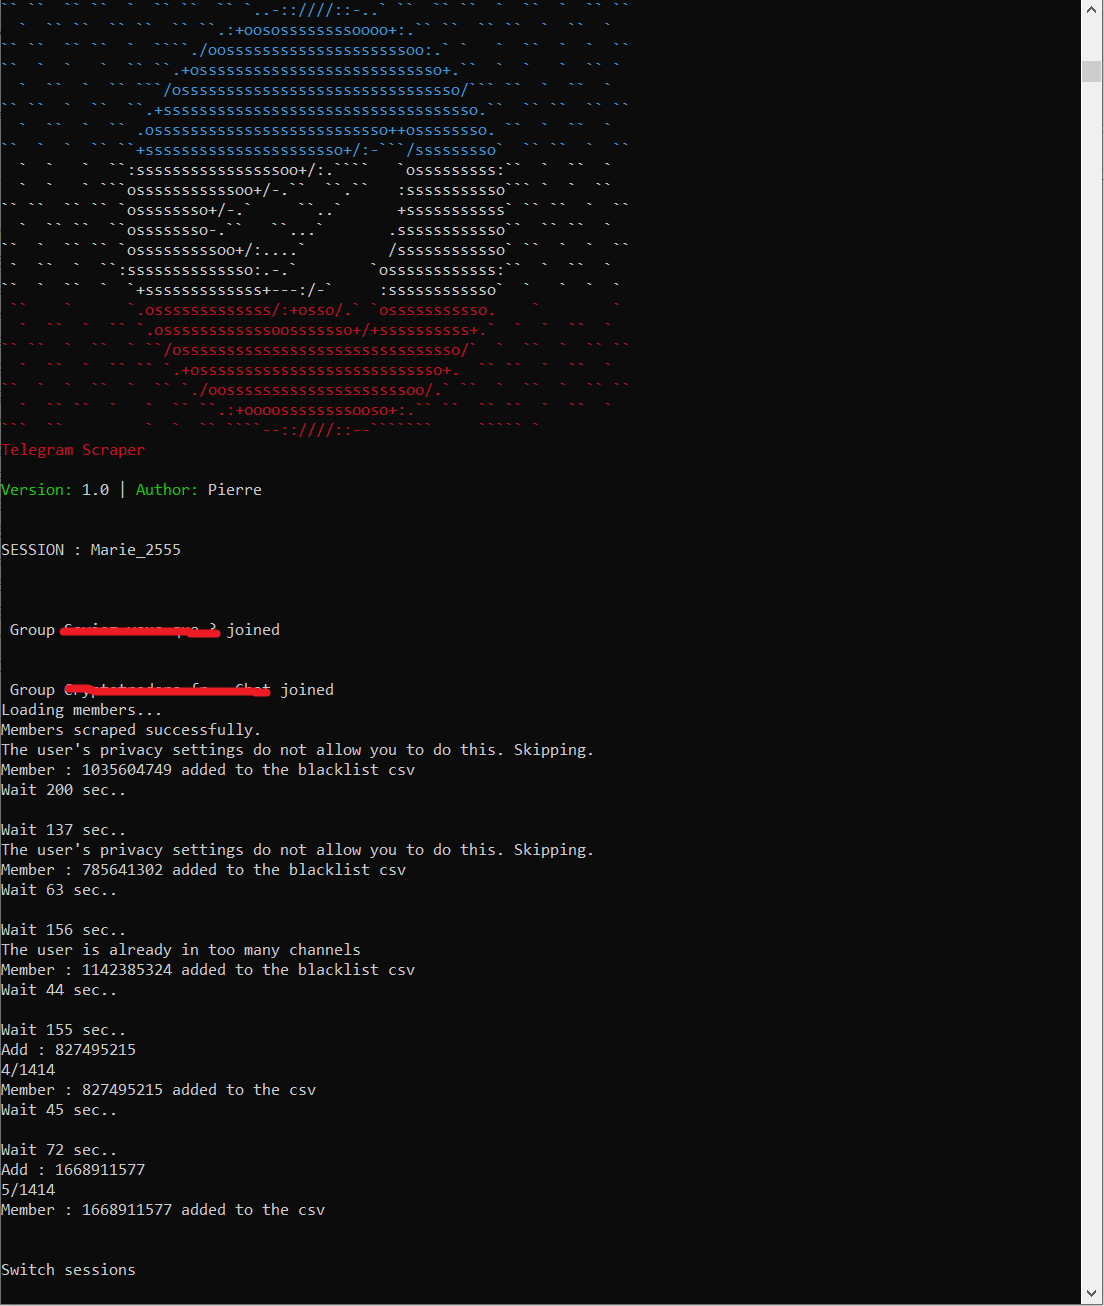 Telegram Scraper
Version: 1.0 | Author: Pierre
SESSION : Marie_2555
Group joined
Group joined
Loading members...
Members scraped successfully.
The user's privacy settings do not allow you to do this. Skipping.
Member : 1035604749 added to the blacklist csv
Wait 200 sec..
Wait 137 sec..
The user's privacy settings do not allow you to do this. Skipping.
Member : 785641302 added to the blacklist csv
Wait 63 sec..
Wait 156 sec..
The user is already in too many channels
Member : 1142385324 added to the blacklist csv
Wait 44 sec..
Wait 155 sec..
Add : 827495215
4/1414
Member : 827495215 added to the csv
Wait 45 sec..
Wait 72 sec..
Add : 1668911577
5/1414
Member : 1668911577 added to the csv
Switch sessions